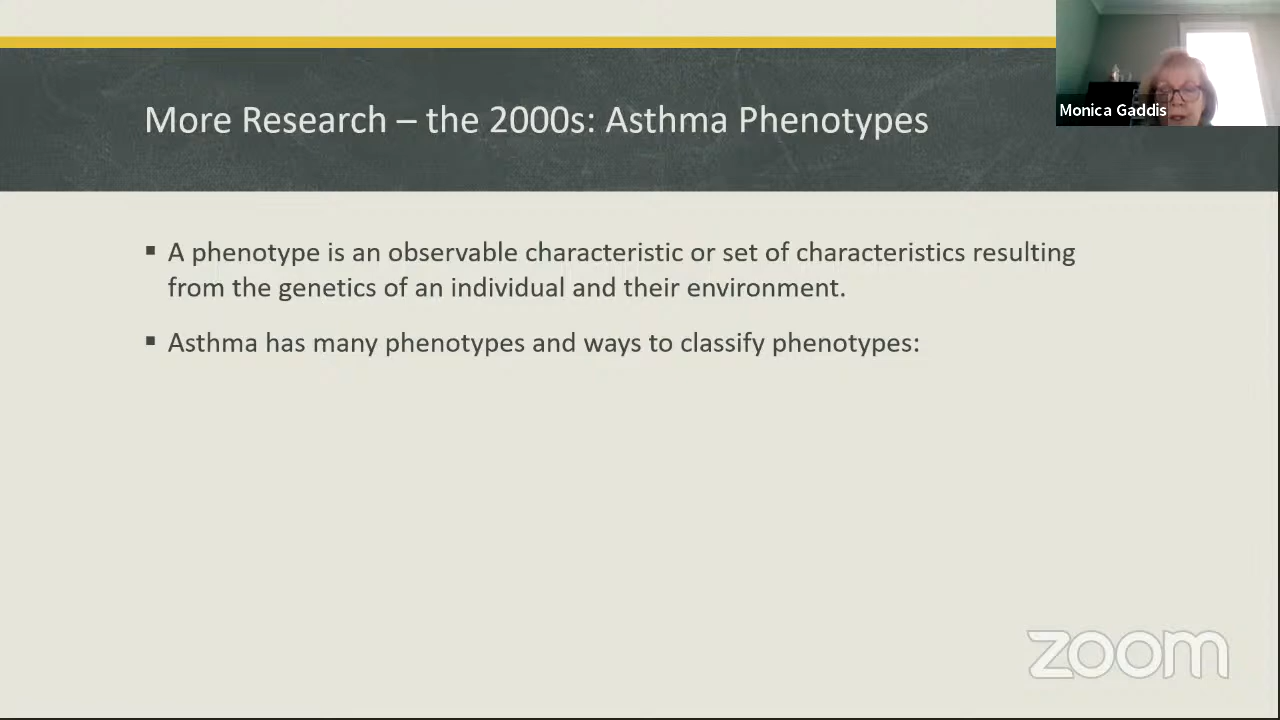 More Research – the 2000s: Asthma Phenotypes
Monica Gaddis
▪ A phenotype is an observable characteristic or set of characteristics resulting
from the genetics of an individual and their environment.
▪ Asthma has many phenotypes and ways to classify phenotypes:
zoom